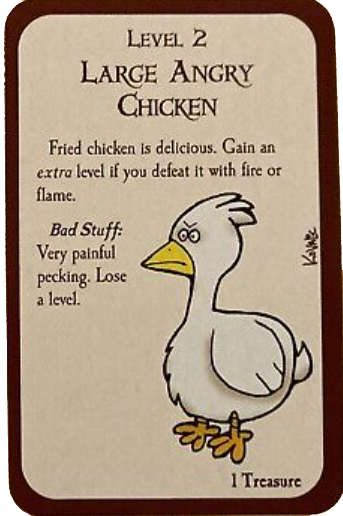 LEVEL 2
LARGE ANGRY
CHICKEN
Fried chicken is delicious. Gain an
extra level if you defeat it with fire or
flame.
Bad Stuff:
Very painful
pecking. Lose
a level.
Kovalic
1 Treasure